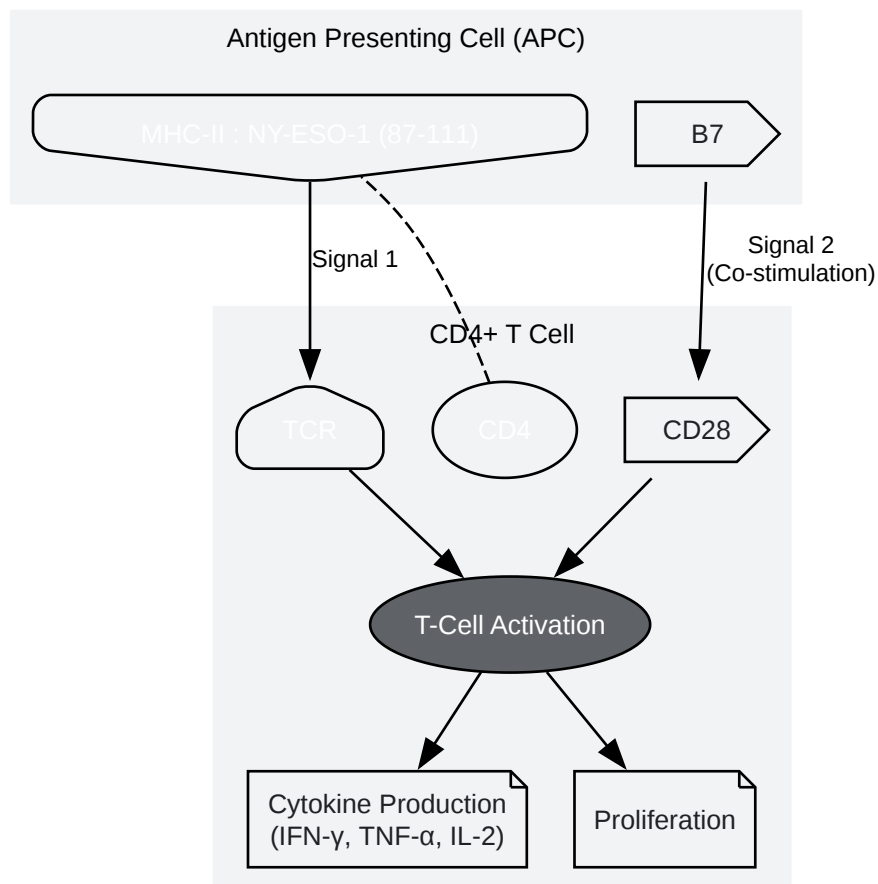 Antigen Presenting Cell (APC)
MHC-II : NY-ESO-1 (87-111)
B7
Signal 1
Signal 2
(Co-stimulation)
CD4+ T Cell
TCR
CD4
CD28
T-Cell Activation
Cytokine Production
(IFN-γ, TNF-α, IL-2)
Proliferation